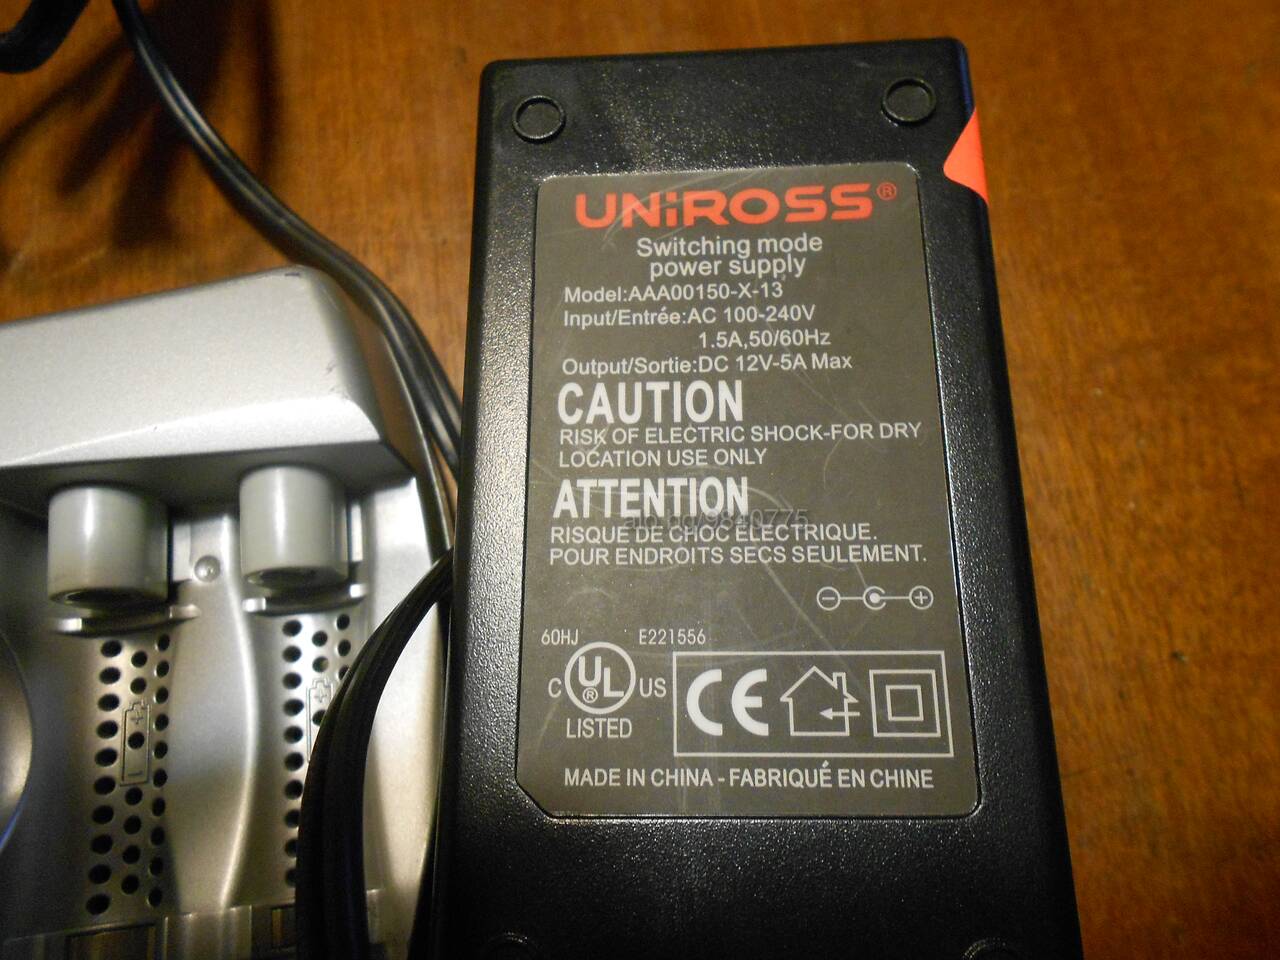 UNiROSS®
Switching mode
power supply
Model:AAA00150-X-13
Input/Entrée:AC 100-240V
1.5A,50/60Hz
Output/Sortie:DC 12V-5A Max
CAUTION
RISK OF ELECTRIC SHOCK-FOR DRY
LOCATION USE ONLY
ATTENTION
RISQUE DE CHOC ÉLECTRIQUE.
POUR ENDROITS SECS SEULEMENT.
60HJ E221556
C UL® US
LISTED
CE
MADE IN CHINA - FABRIQUÉ EN CHINE